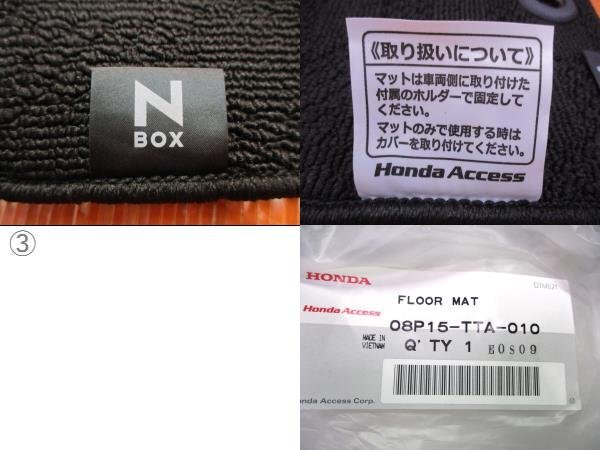 N
BOX
《取り扱いについて》
マットは車両側に取り付けた
付属のホルダーで固定して
ください。
マットのみで使用する時は
カバーを取り付けてください。
Honda Access
③
HONDA
DTM621
Honda Access
FLOOR MAT
08P15-TTA-010
MADE IN
VIETNAM
Q'TY 1 E0S09
onda Access Corp.